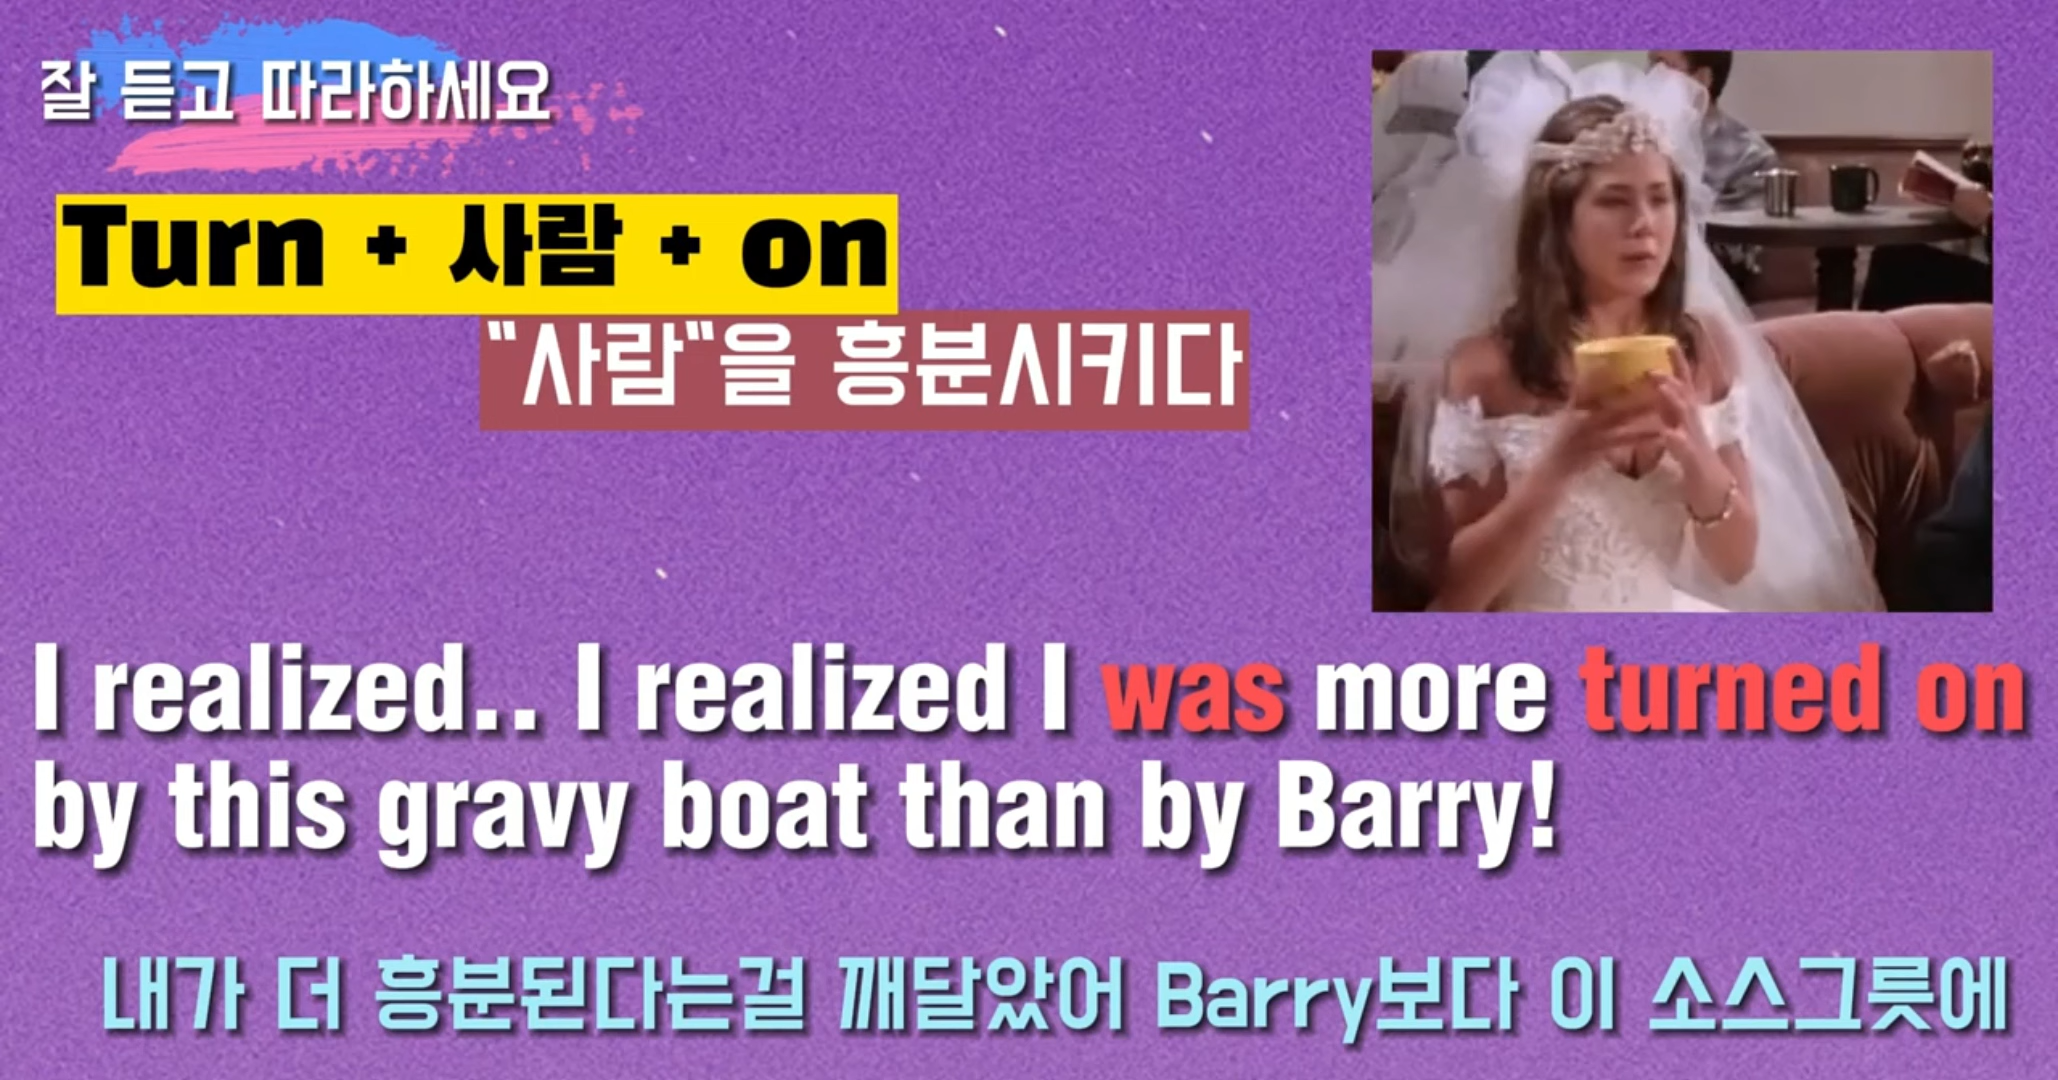 잘 듣고 따라하세요
Turn + 사람 + on
"사람"을 흥분시키다
I realized.. I realized I was more turned on
by this gravy boat than by Barry!
내가 더 흥분된다는걸 깨달았어 Barry보다 이 소스그릇에